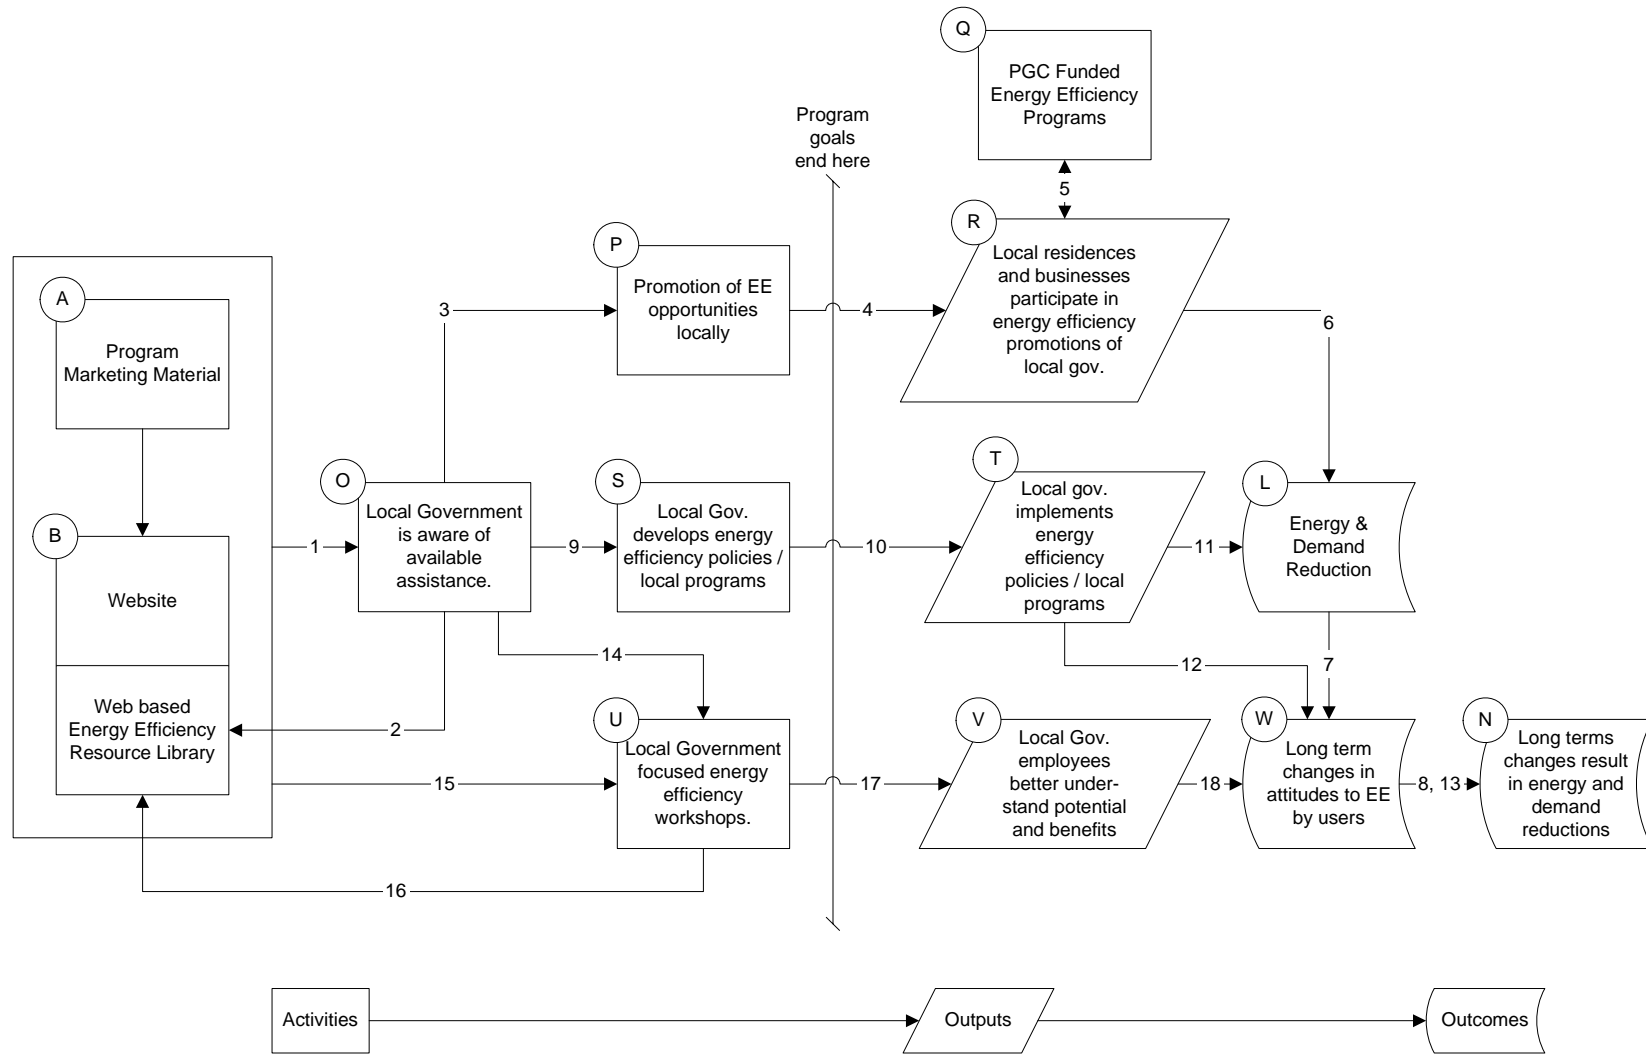 Q
PGC Funded
Energy Efficiency
Programs
Program
goals
end here
5
R
Local residences
and businesses
participate in
energy efficiency
promotions of
local gov.
P
Promotion of EE
opportunities
locally
3
4
6
A
Program
Marketing Material
B
Website
Web based
Energy Efficiency
Resource Library
1
O
Local Government
is aware of
available
assistance.
2
9
S
Local Gov.
develops energy
efficiency policies /
local programs
10
T
Local gov.
implements
energy
efficiency
policies / local
programs
11
L
Energy &
Demand
Reduction
14
12
7
15
U
Local Government
focused energy
efficiency
workshops.
17
V
Local Gov.
employees
better under-
stand potential
and benefits
18
W
Long term
changes in
attitudes to EE
by users
8, 13
N
Long terms
changes result
in energy and
demand
reductions
16
Activities
Outputs
Outcomes